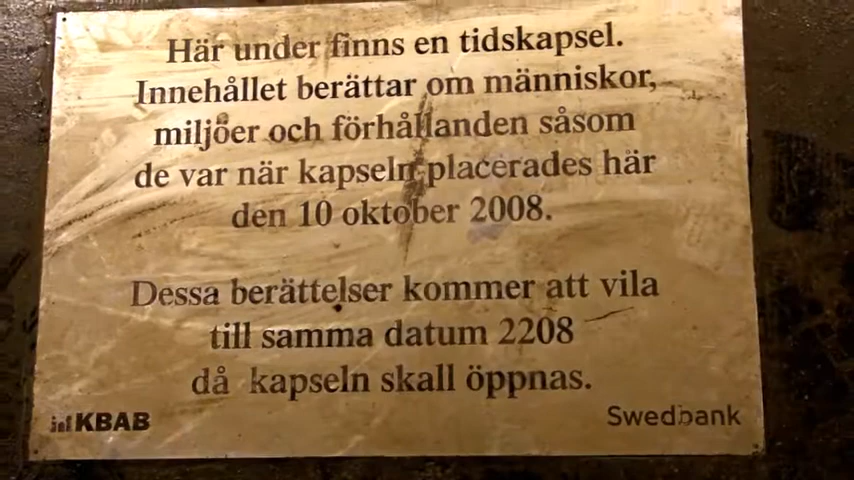 Här under finns en tidskapsel.
Innehållet berättar om människor,
miljöer och förhållanden såsom
de var när kapseln placerades här
den 10 oktober 2008.
Dessa berättelser kommer att vila
till samma datum 2208
då kapseln skall öppnas.
KBAB
Swedbank